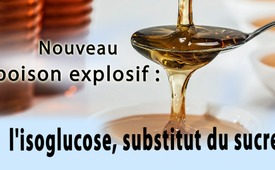 Nouveau
poison explosif :
l'isoglucose, substitut du sucre